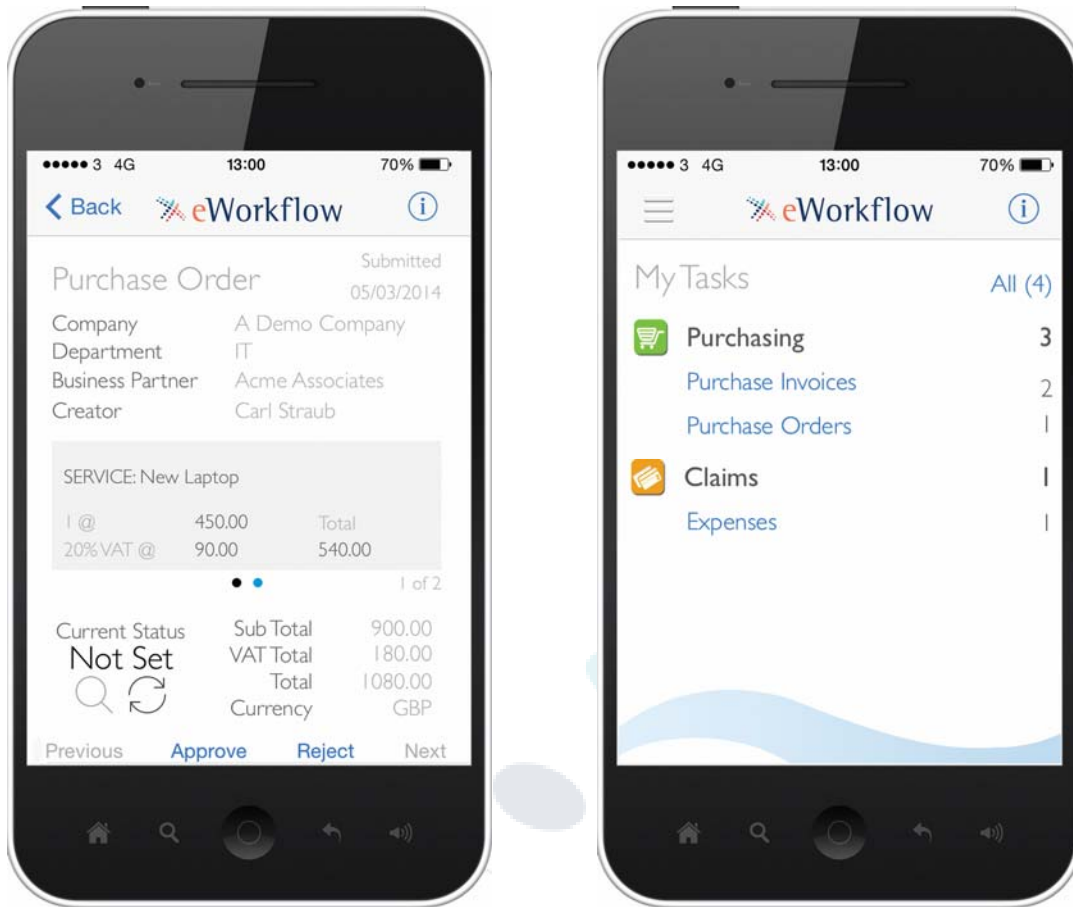 3 4G 13:00 70%
Back eWorkflow i
Purchase Order
Submitted
05/03/2014
Company A Demo Company
Department IT
Business Partner Acme Associates
Creator Carl Straub
SERVICE: New Laptop
1 @ 450.00 Total
20% VAT @ 90.00 540.00
1 of 2
Current Status
Not Set
Sub Total 900.00
VAT Total 180.00
Total 1080.00
Currency GBP
Previous Approve Reject Next
3 4G 13:00 70%
eWorkflow i
My Tasks All (4)
Purchasing 3
Purchase Invoices 2
Purchase Orders 1
Claims 1
Expenses 1